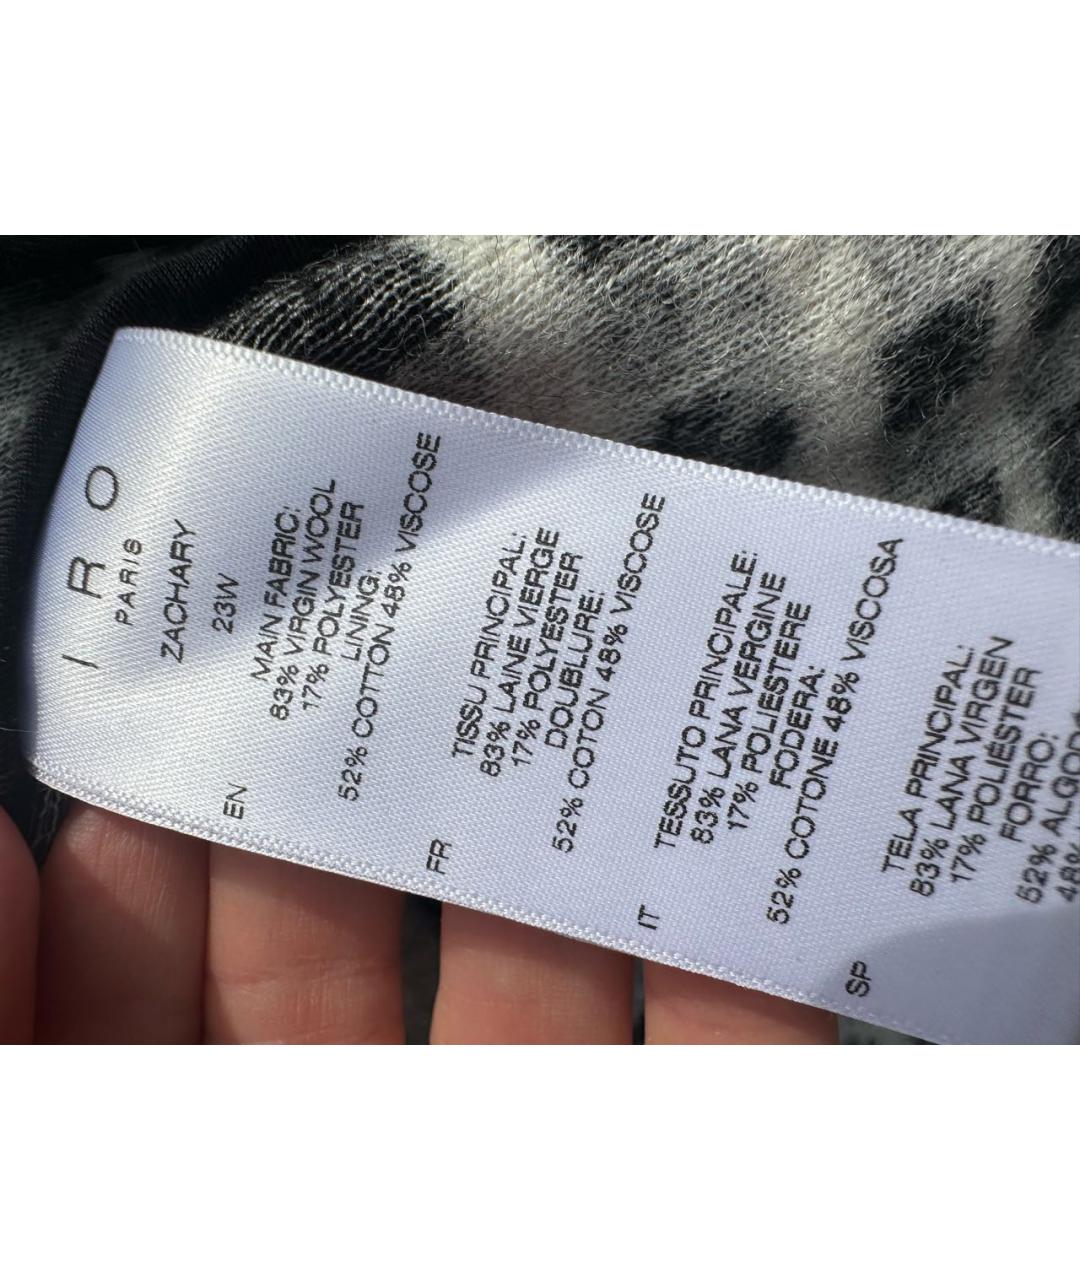 IRO
PARIS
ZACHARY
23W
EN
MAIN FABRIC:
83% VIRGIN WOOL
17% POLYESTER
LINING:
52% COTTON 48% VISCOSE
FR
TISSU PRINCIPAL:
83% LAINE VIERGE
17% POLYESTER
DOUBLURE:
52% COTON 48% VISCOSE
IT
TESSUTO PRINCIPALE:
83% LANA VERGINE
17% POLIESTERE
FODERA:
52% COTONE 48% VISCOSA
SP
TELA PRINCIPAL:
83% LANA VIRGEN
17% POLIÉSTER
FORRO:
52%
48%